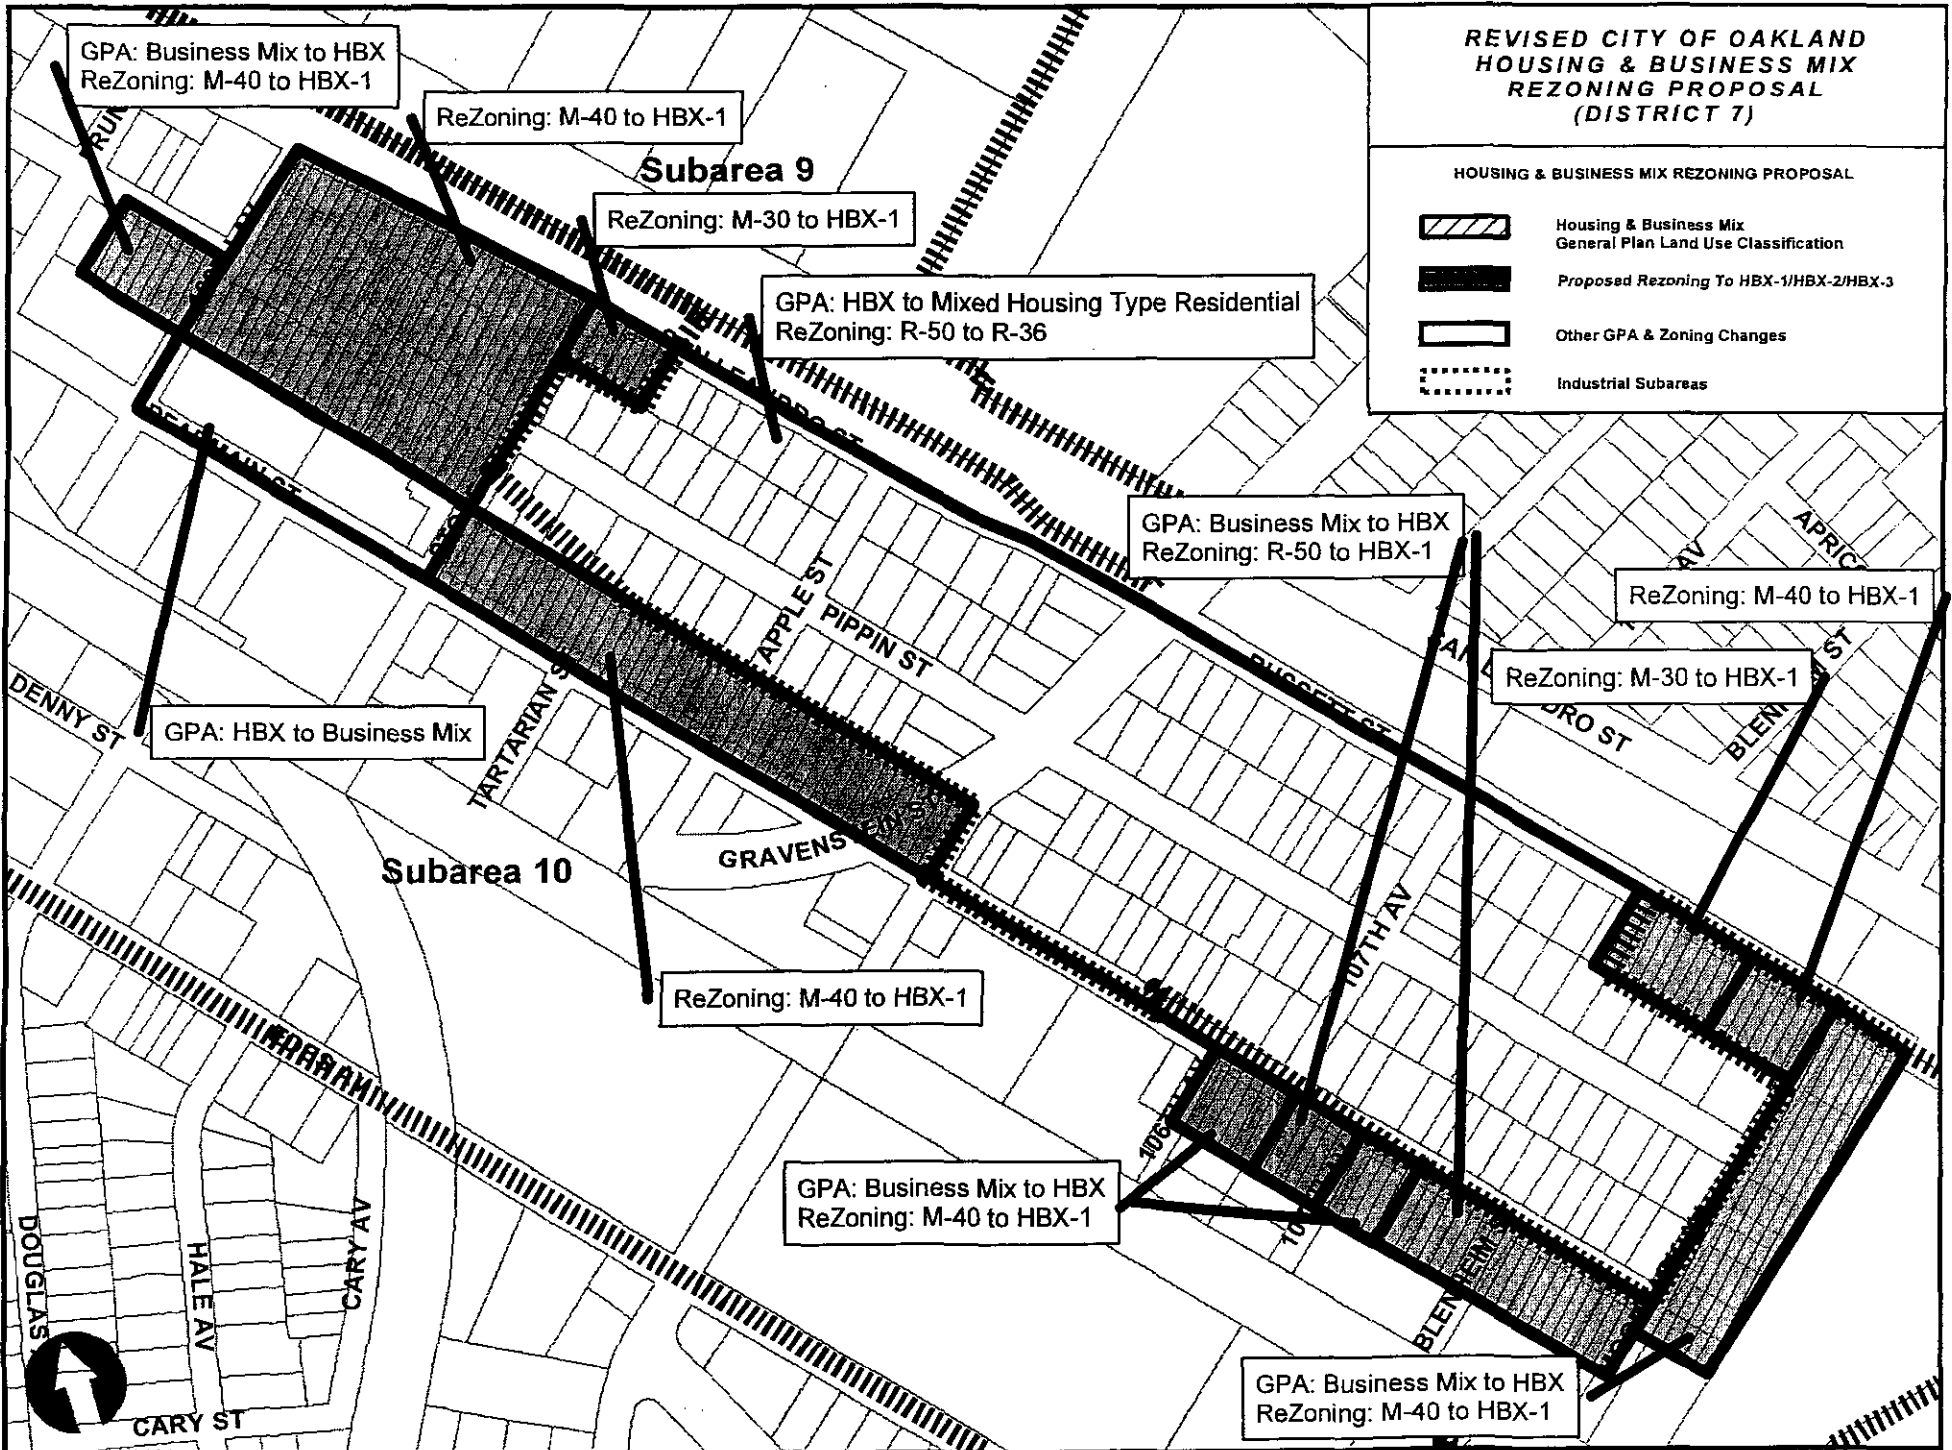 REVISED CITY OF OAKLAND
HOUSING & BUSINESS MIX
REZONING PROPOSAL
(DISTRICT 7)
HOUSING & BUSINESS MIX REZONING PROPOSAL
Housing & Business Mix
General Plan Land Use Classification
Proposed Rezoning To HBX-1/HBX-2/HBX-3
Other GPA & Zoning Changes
Industrial Subareas
GPA: Business Mix to HBX
ReZoning: M-40 to HBX-1
ReZoning: M-40 to HBX-1
Subarea 9
ReZoning: M-30 to HBX-1
GPA: HBX to Mixed Housing Type Residential
ReZoning: R-50 to R-36
GPA: Business Mix to HBX
ReZoning: R-50 to HBX-1
ReZoning: M-40 to HBX-1
ReZoning: M-30 to HBX-1
APPLE ST
PIPPIN ST
RUSSET ST
DENNY ST
GPA: HBX to Business Mix
TARTARIAN S
Subarea 10
GRAVENSTEIN ST
107TH AV
ReZoning: M-40 to HBX-1
GPA: Business Mix to HBX
ReZoning: M-40 to HBX-1
DOUGLAS
HALE AV
CARY AV
CARY ST
GPA: Business Mix to HBX
ReZoning: M-40 to HBX-1